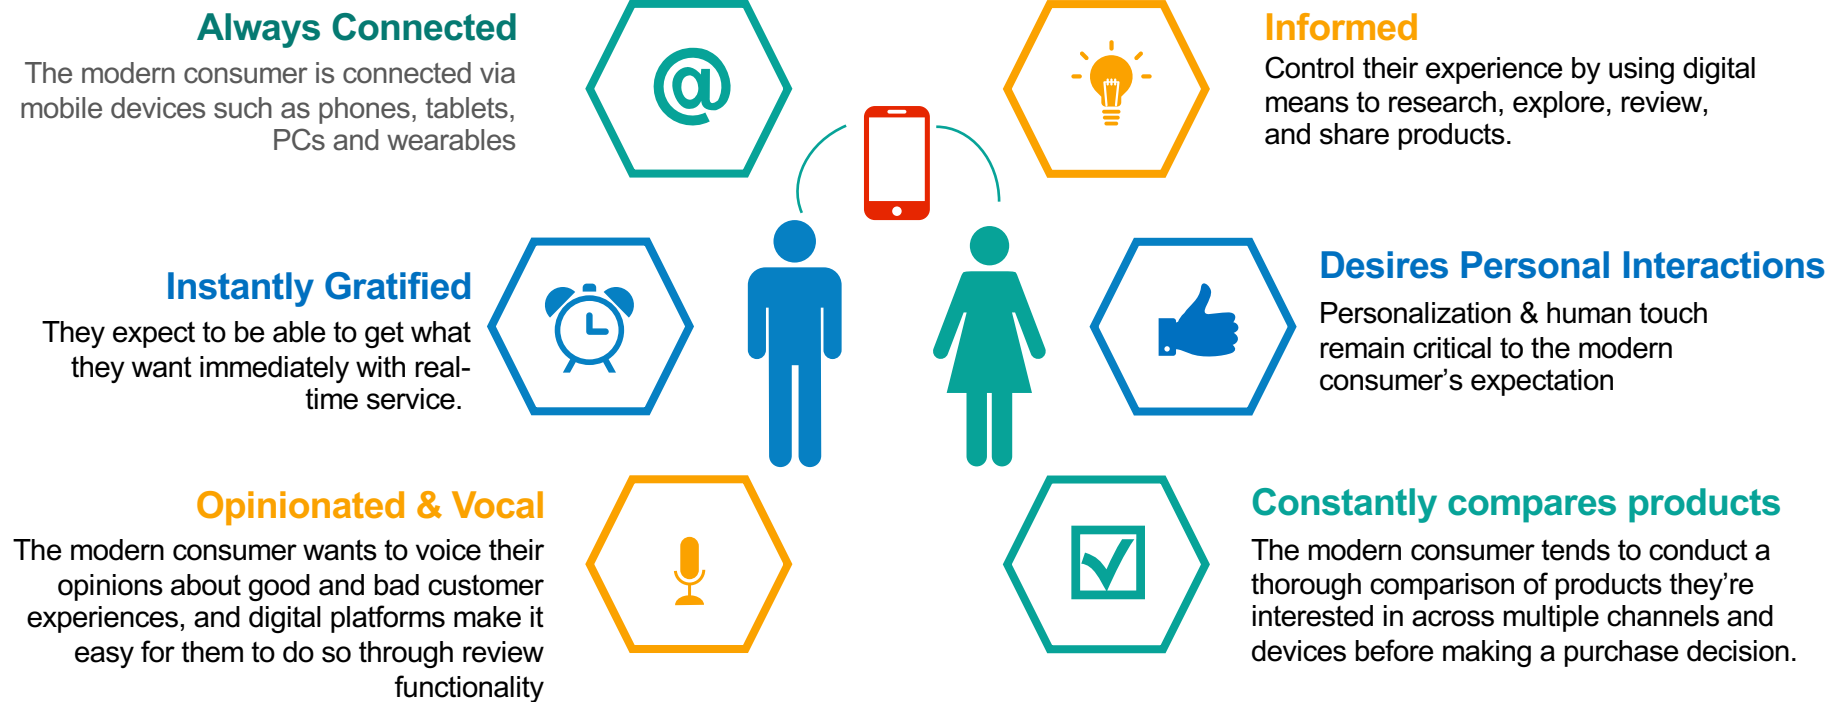 Always Connected
The modern consumer is connected via
mobile devices such as phones, tablets,
PCs and wearables
Informed
Control their experience by using digital
means to research, explore, review,
and share products.
Instantly Gratified
They expect to be able to get what
they want immediately with real-
time service.
Desires Personal Interactions
Personalization & human touch
remain critical to the modern
consumer’s expectation
Opinionated & Vocal
The modern consumer wants to voice their
opinions about good and bad customer
experiences, and digital platforms make it
easy for them to do so through review
functionality
Constantly compares products
The modern consumer tends to conduct a
thorough comparison of products they’re
interested in across multiple channels and
devices before making a purchase decision.
@